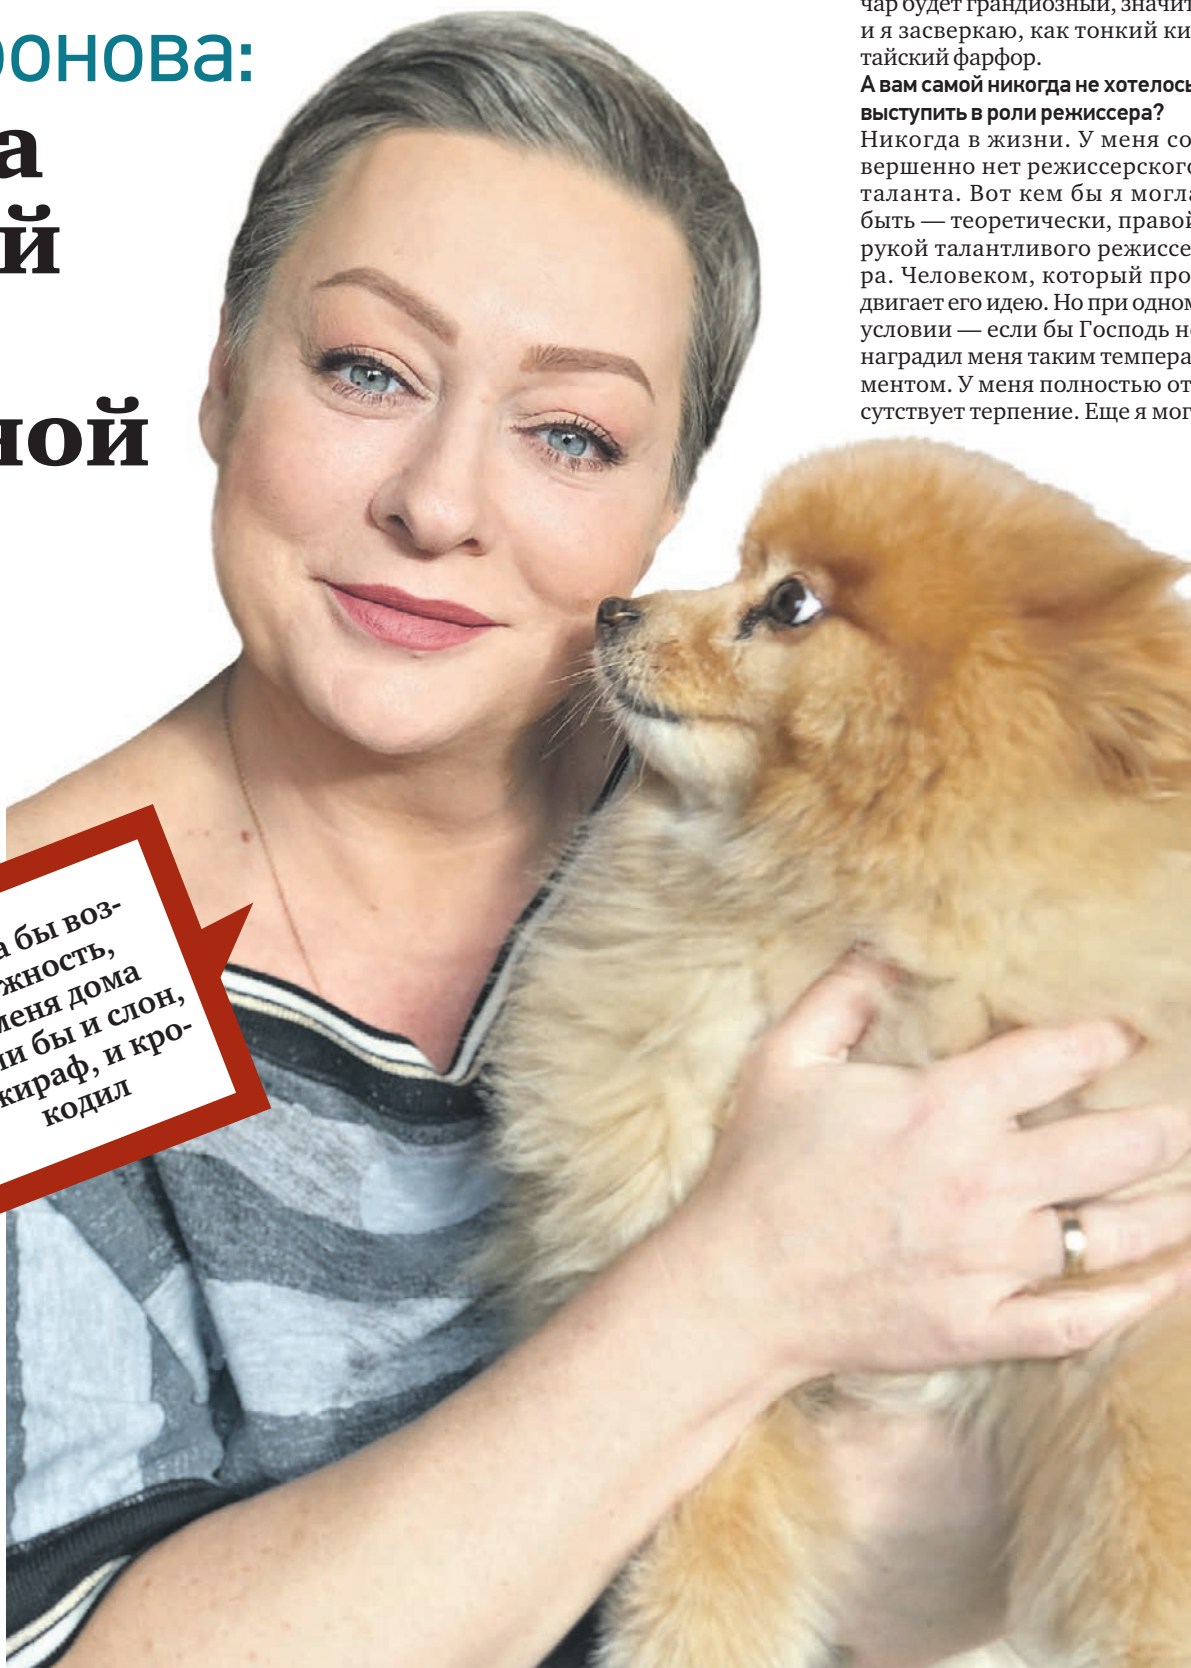 ронова:
а
й
ной
а бы воз-
жность,
меня дома
ли бы и слон,
жираф, и кро-
кодил
чар будет грандиозный, значит
и я засверкаю, как тонкий ки
тайский фарфор.
А вам самой никогда не хотелось
выступить в роли режиссера?
Никогда в жизни. У меня со
вершенно нет режиссерского
таланта. Вот кем бы я могла
быть — теоретически, правой
рукой талантливого режиссе
ра. Человеком, который про
двигает его идею. Но при одном
условии — если бы Господь не
наградил меня таким темпера
ментом. У меня полностью от
сутствует терпение. Еще я мог